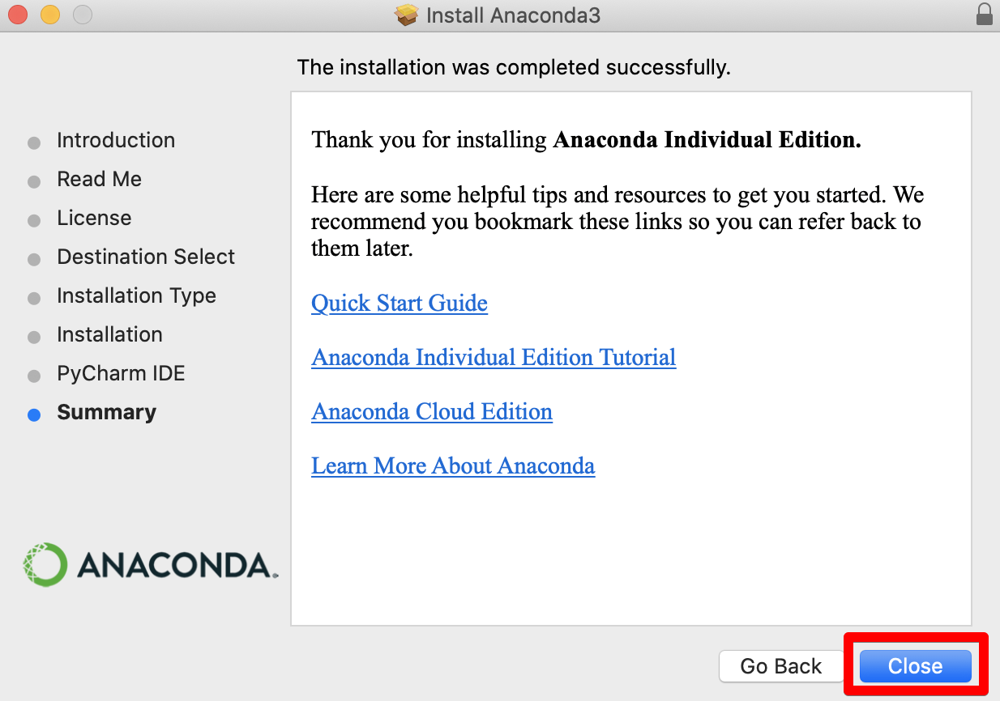 Install Anaconda3
The installation was completed successfully.
Introduction
Read Me
License
Destination Select
Installation Type
Installation
PyCharm IDE
Summary
Thank you for installing Anaconda Individual Edition.
Here are some helpful tips and resources to get you started. We
recommend you bookmark these links so you can refer back to
them later.
Quick Start Guide
Anaconda Individual Edition Tutorial
Anaconda Cloud Edition
Learn More About Anaconda
ANACONDA.
Go Back
Close